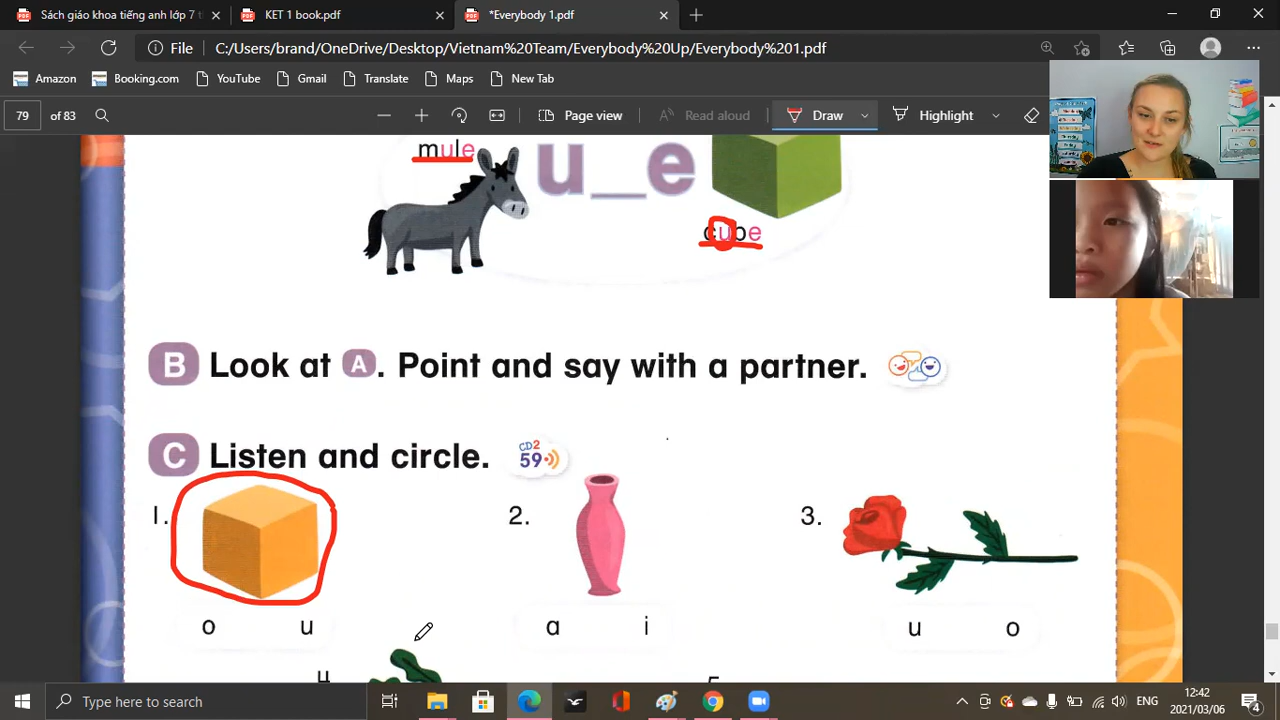 Sách giáo khoa tiếng anh lớp 7 t
KET 1 book.pdf
*Everybody 1.pdf
File C:/Users/brand/OneDrive/Desktop/Vietnam%20Team/Everybody%20Up/Everybody%201.pdf
Amazon Booking.com YouTube Gmail Translate Maps New Tab
79 of 83 Page view Read aloud Draw Highlight
mule
u_e
cube
B Look at A. Point and say with a partner.
C Listen and circle. CD2 59
1. 2. 3.
o u a i u o
4 5
Type here to search
ENG
12:42
2021/03/06
4